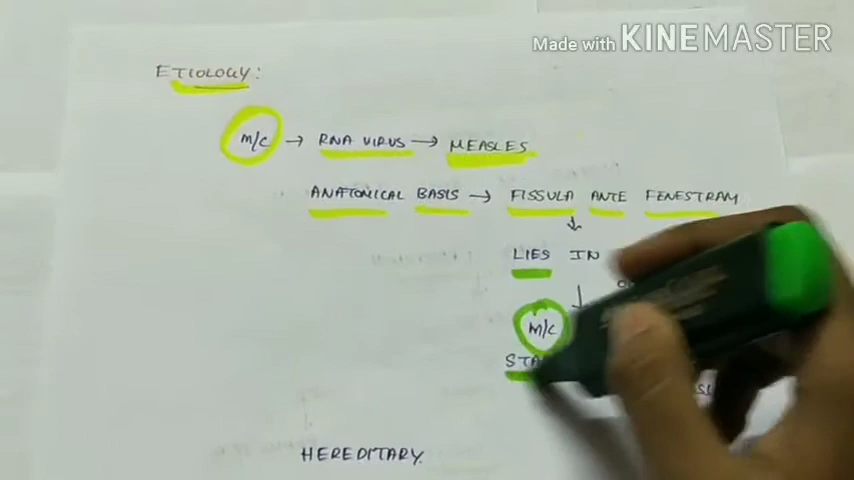 Made with KINEMASTER
ETIOLOGY:
M/C → RNA VIRUS → MEASLES
ANATOMICAL BASIS → FISSULA ANTE FENESTRAM
↓
LIES IN
↓
M/C
HEREDITARY.